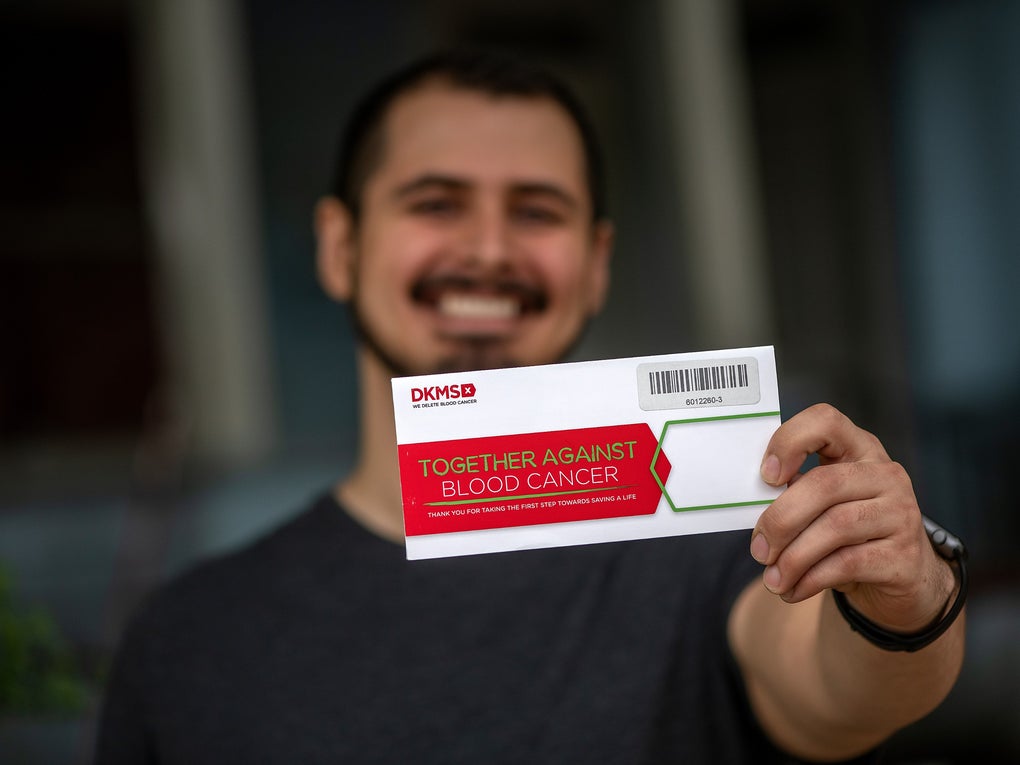 DKMS x
WE DELETE BLOOD CANCER
6012260-3
TOGETHER AGAINST
BLOOD CANCER
THANK YOU FOR TAKING THE FIRST STEP TOWARDS SAVING A LIFE